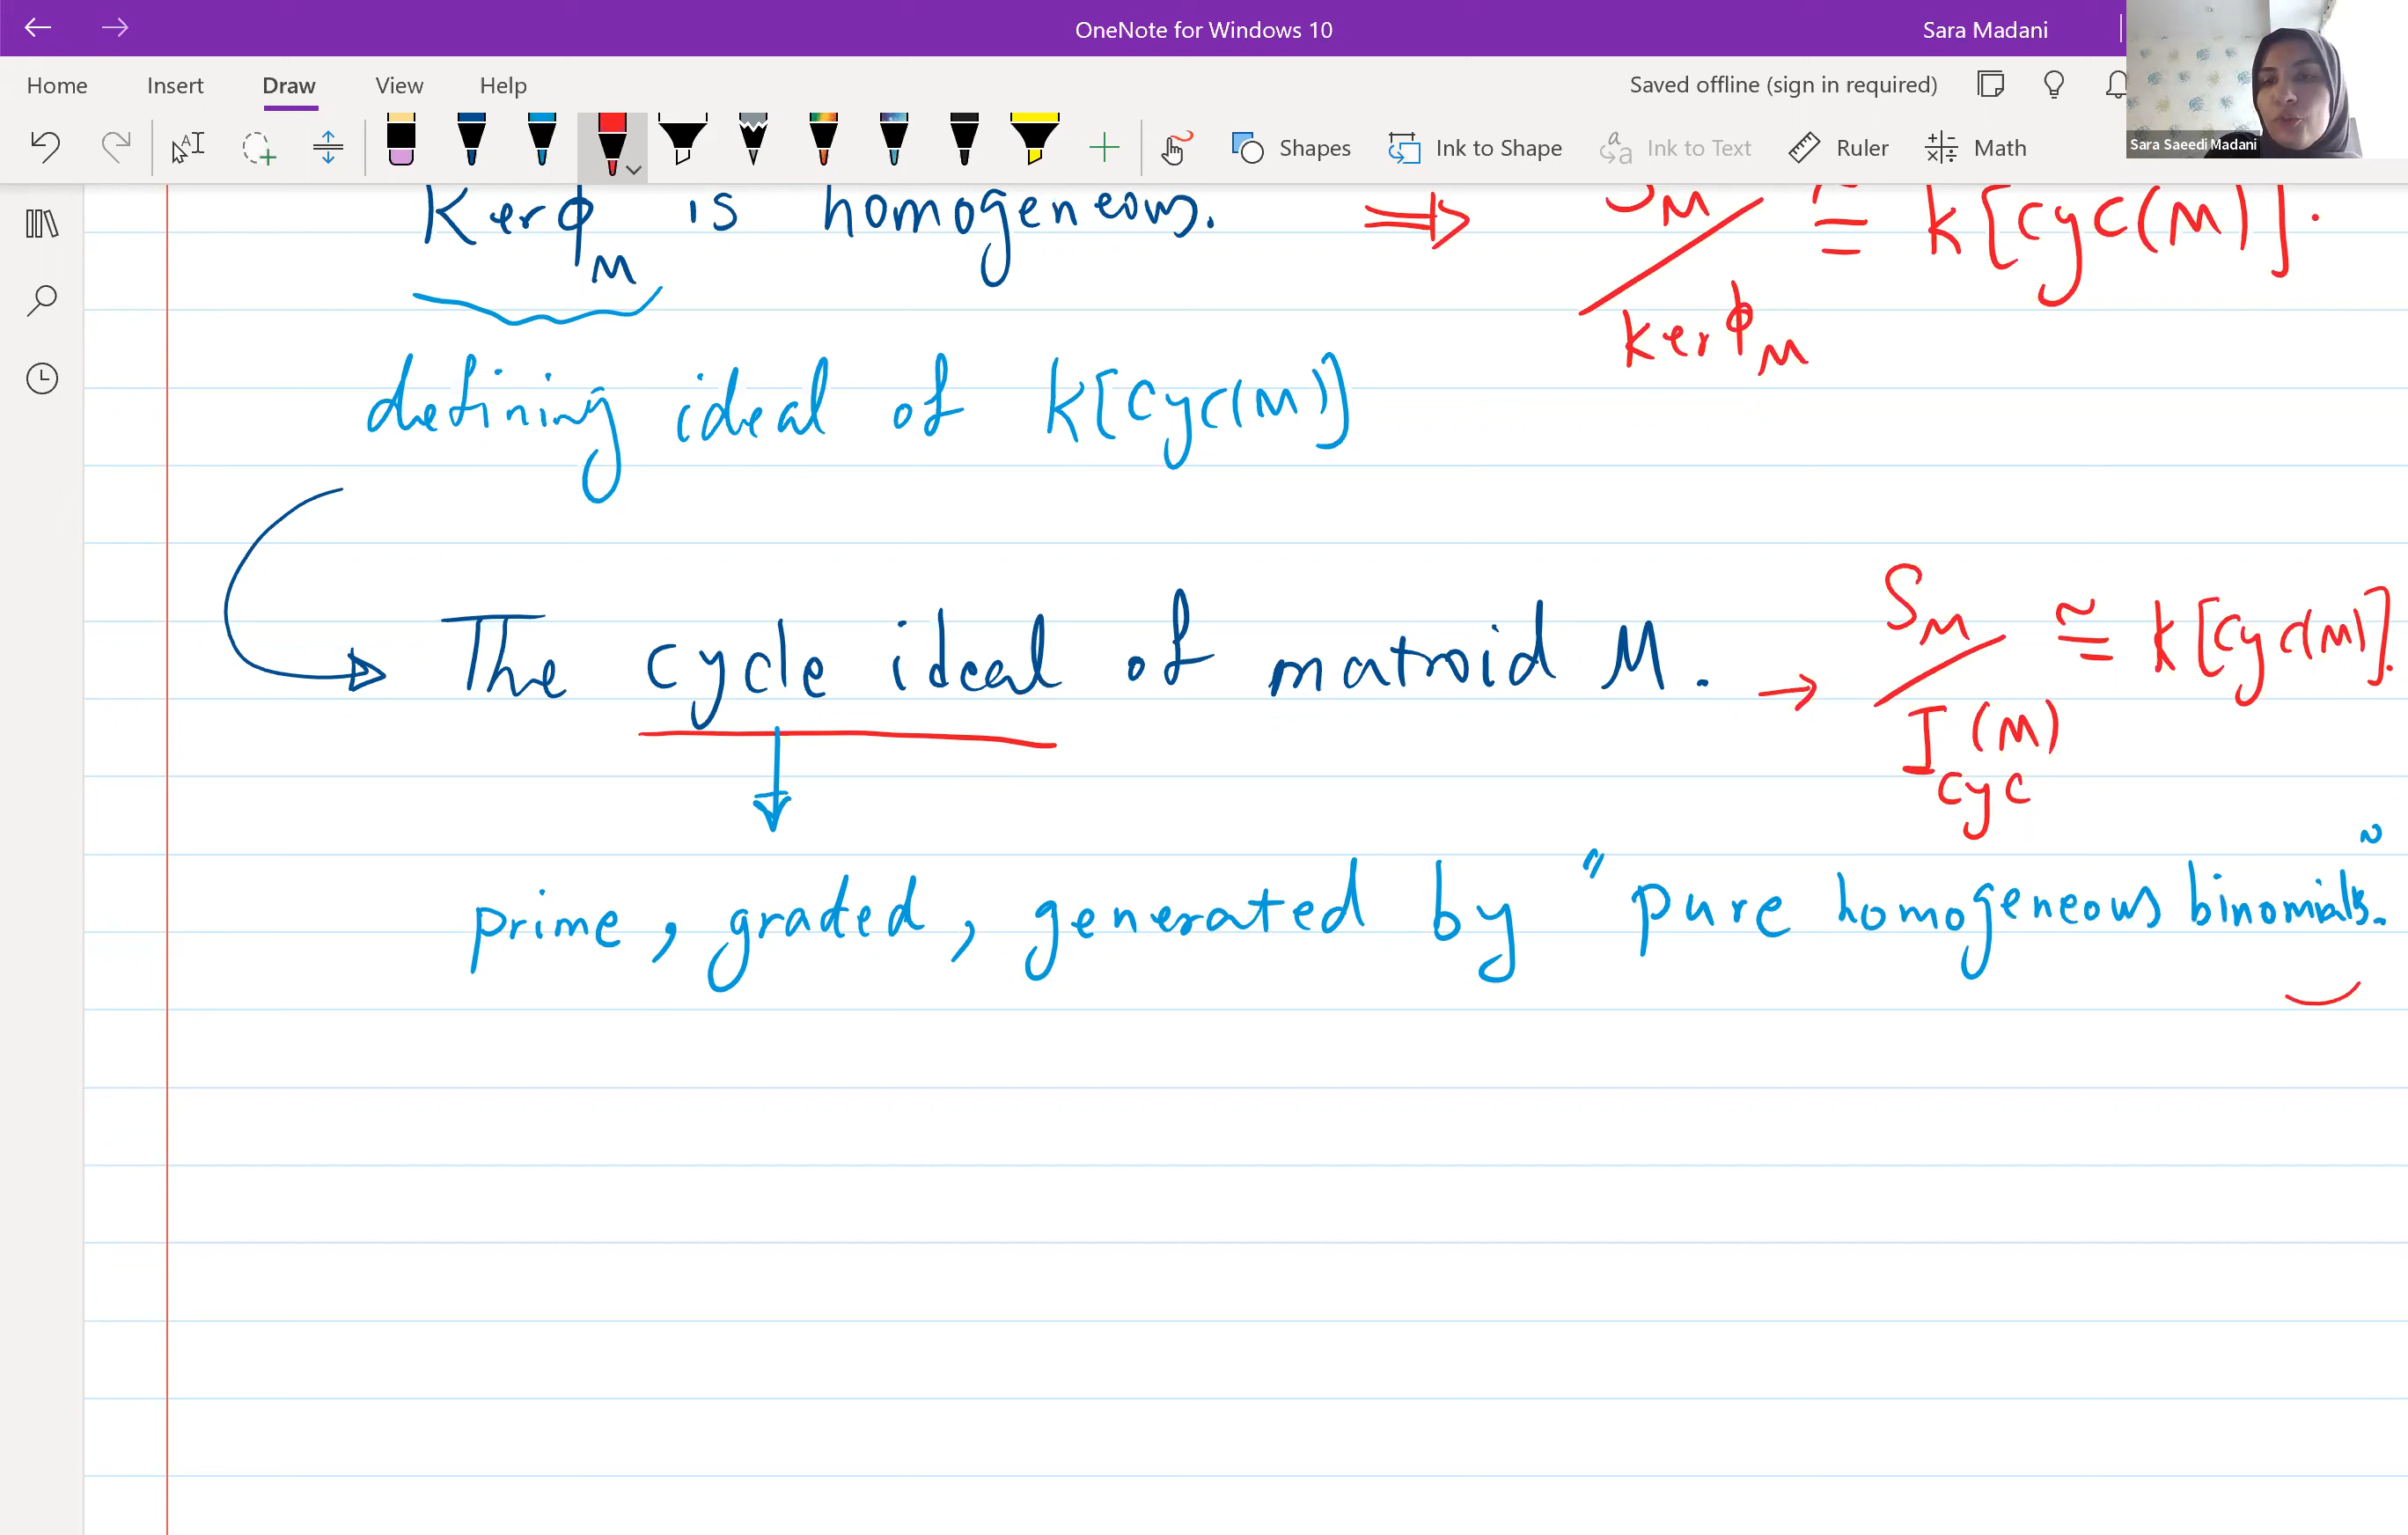 OneNote for Windows 10
Sara Madani
Home Insert Draw View Help
Saved offline (sign in required)
Shapes Ink to Shape Ink to Text Ruler Math
Sara Saeedi Madani
Kerϕ_M is homogeneous. ⟹ S_M / kerϕ_M ≅ k[cyc(M)].
defining ideal of K[Cyc(M)]
The cycle ideal of matroid M. → S_M / I_cyc(M) ≅ k[Cyc(M)].
prime, graded, generated by "pure homogeneous binomials."